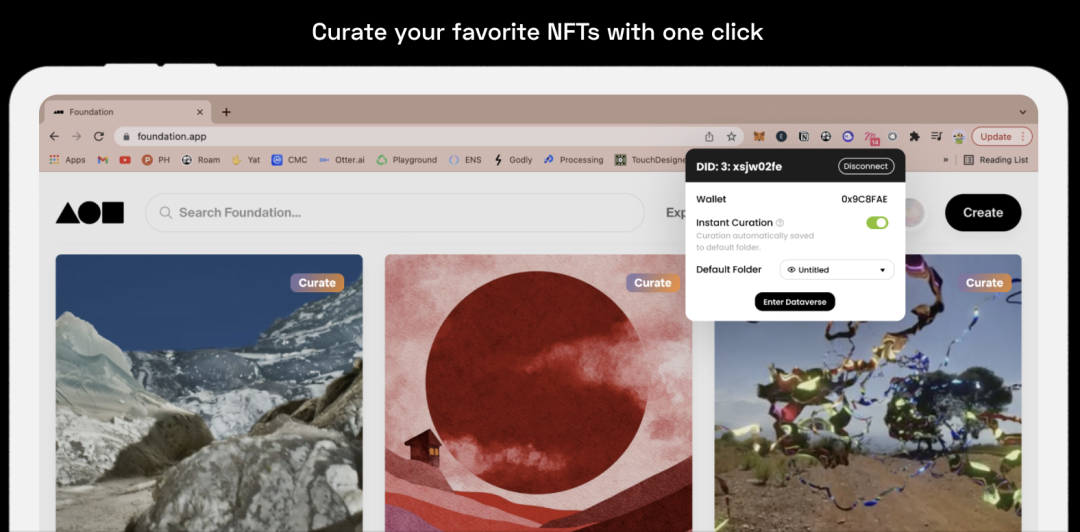 Curate your favorite NFTs with one click
Foundation
foundation.app
Update
Apps PH Roam Yat CMC Otter.ai Playground ENS Godly Processing TouchDesigne » Reading List
14
DID: 3: xsjw02fe Disconnect
Wallet 0x9C8FAE
Instant Curation
Curation automatically saved
to default folder.
Default Folder Untitled
Enter Dataverse
Search Foundation... Exp Create
Curate Curate Curate